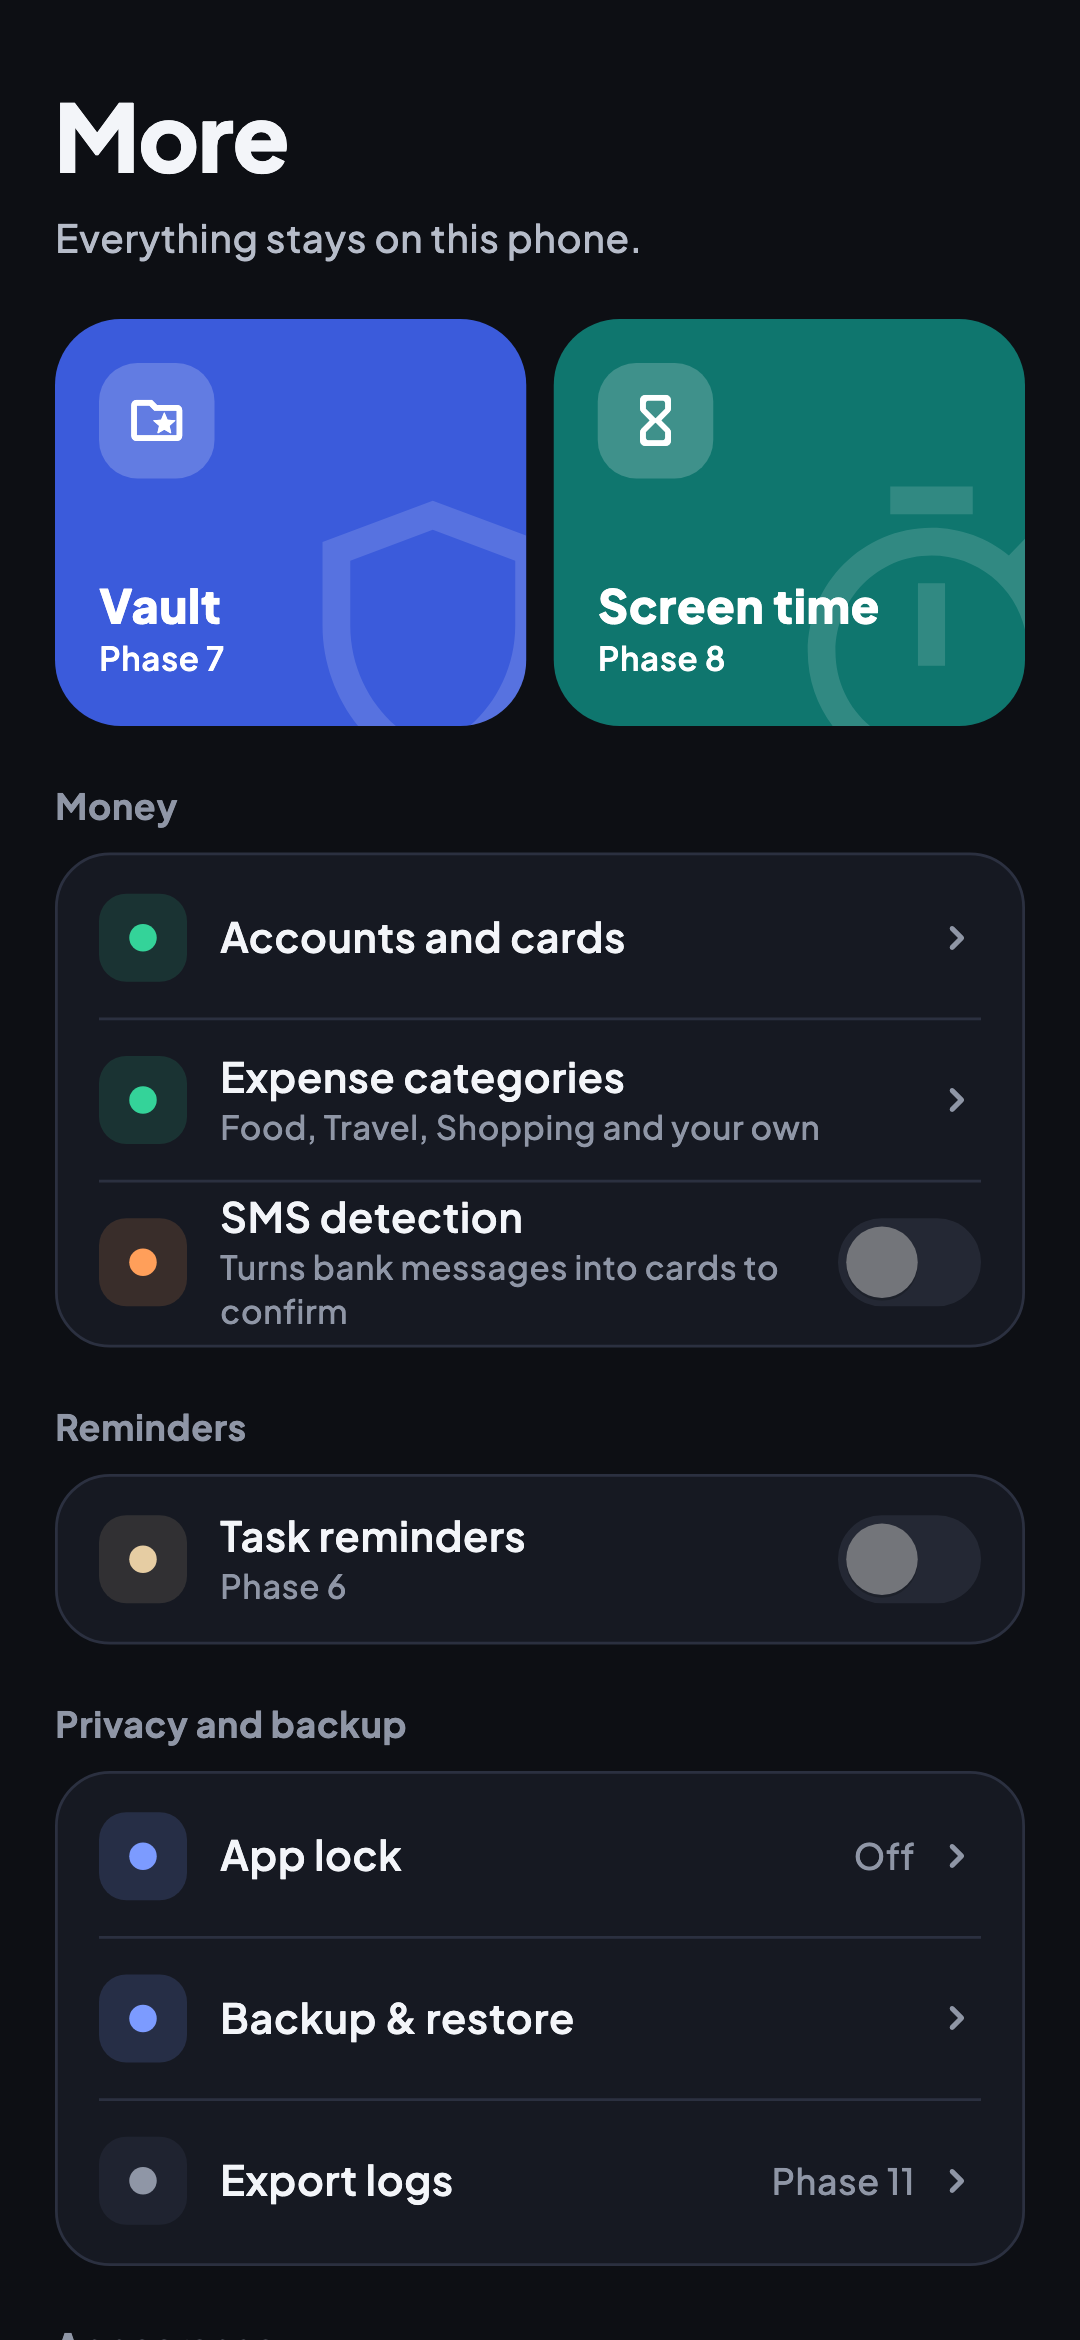 More
Everything stays on this phone.
Vault
Phase 7
Screen time
Phase 8
Money
Accounts and cards
Expense categories
Food, Travel, Shopping and your own
SMS detection
Turns bank messages into cards to
confirm
Reminders
Task reminders
Phase 6
Privacy and backup
App lock
Off
Backup & restore
Export logs
Phase 11